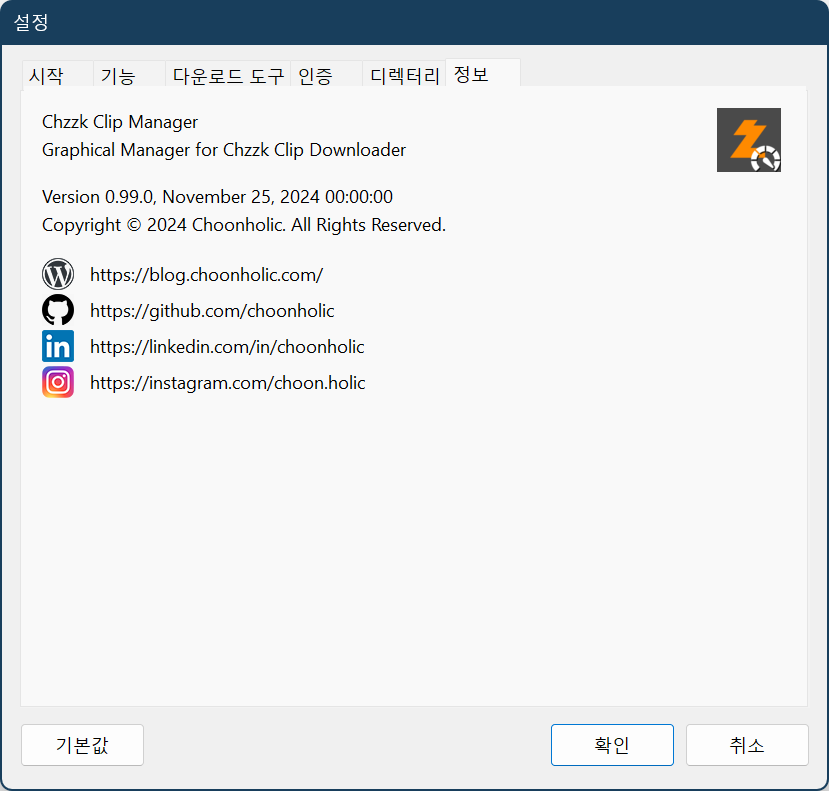 설정
시작 기능 다운로드 도구 인증 디렉터리 정보
Chzzk Clip Manager
Graphical Manager for Chzzk Clip Downloader
Version 0.99.0, November 25, 2024 00:00:00
Copyright © 2024 Choonholic. All Rights Reserved.
https://blog.choonholic.com/
https://github.com/choonholic
https://linkedin.com/in/choonholic
https://instagram.com/choon.holic
기본값 확인 취소